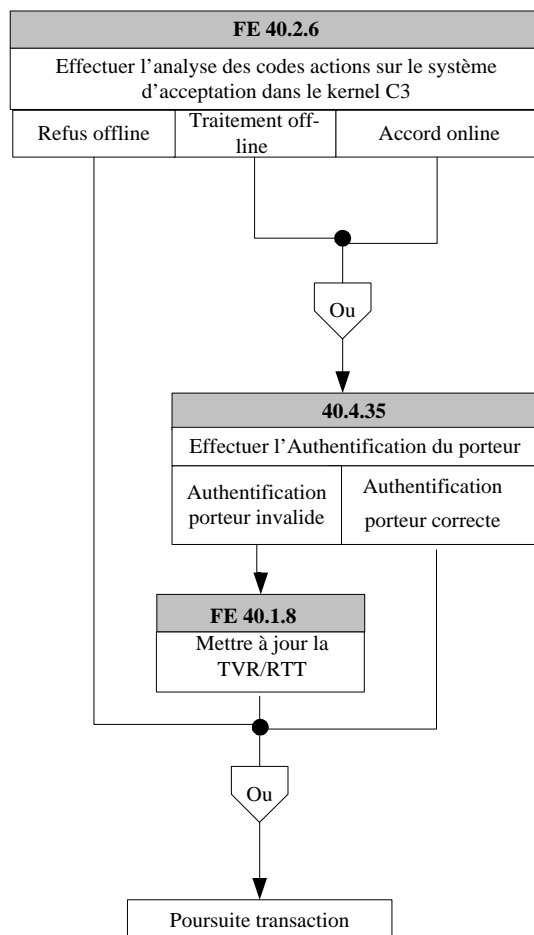 FE 40.2.6
Effectuer l'analyse des codes actions sur le système
d'acceptation dans le kernel C3
Refus offline
Traitement off-
line
Accord online
Ou
40.4.35
Effectuer l'Authentification du porteur
Authentification
porteur invalide
Authentification
porteur correcte
FE 40.1.8
Mettre à jour la
TVR/RTT
Ou
Poursuite transaction